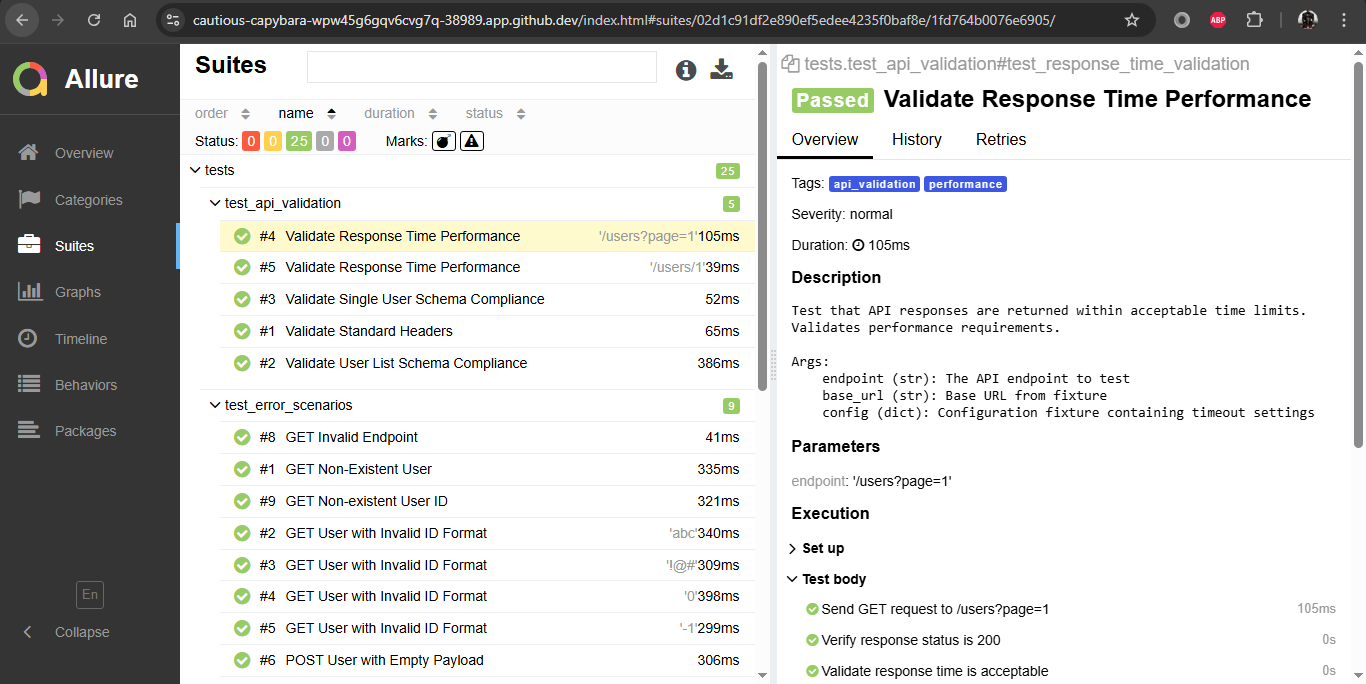 cautious-capybara-wpw45g6gqv6cvg7q-38989.app.github.dev/index.html#suites/02d1c91df2e890ef5edee4235f0baf8e/1fd764b0076e6905/
ABP
Allure
Overview
Categories
Suites
Graphs
Timeline
Behaviors
Packages
En
Collapse
Suites
order name duration status
Status: 0 0 25 0 0 Marks:
tests 25
test_api_validation 5
#4 Validate Response Time Performance '/users?page=1' 105ms
#5 Validate Response Time Performance '/users/1' 39ms
#3 Validate Single User Schema Compliance 52ms
#1 Validate Standard Headers 65ms
#2 Validate User List Schema Compliance 386ms
test_error_scenarios 9
#8 GET Invalid Endpoint 41ms
#1 GET Non-Existent User 335ms
#9 GET Non-existent User ID 321ms
#2 GET User with Invalid ID Format 'abc' 340ms
#3 GET User with Invalid ID Format '!@#' 309ms
#4 GET User with Invalid ID Format '0' 398ms
#5 GET User with Invalid ID Format '-1' 299ms
#6 POST User with Empty Payload 306ms
tests.test_api_validation#test_response_time_validation
Passed Validate Response Time Performance
Overview History Retries
Tags: api_validation performance
Severity: normal
Duration: 105ms
Description
Test that API responses are returned within acceptable time limits.
Validates performance requirements.
Args:
endpoint (str): The API endpoint to test
base_url (str): Base URL from fixture
config (dict): Configuration fixture containing timeout settings
Parameters
endpoint: '/users?page=1'
Execution
Set up
Test body
Send GET request to /users?page=1 105ms
Verify response status is 200 0s
Validate response time is acceptable 0s